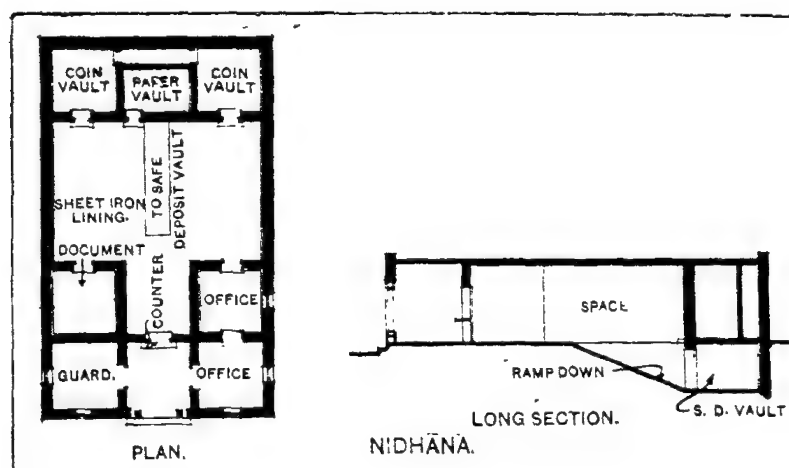 COIN
VAULT
PAPER
VAULT
COIN
VAULT
SHEET IRON
LINING.
TO SAFE
DEPOSIT VAULT
DOCUMENT
COUNTER
OFFICE
GUARD.
OFFICE
PLAN.
SPACE
RAMP DOWN
S. D. VAULT
LONG SECTION.
NIDHĀNA.